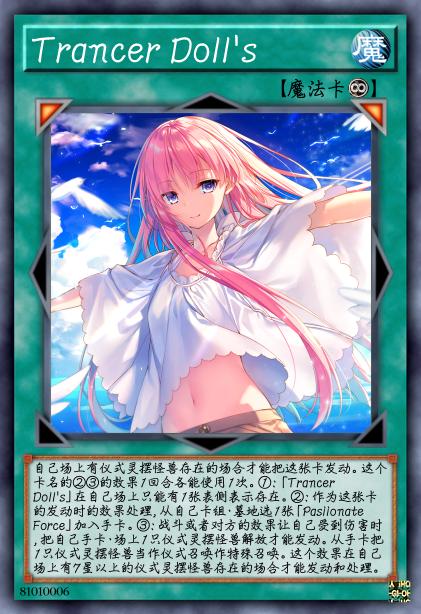 Trancer Doll's
魔
【魔法卡♾】
自己场上有仪式灵摆怪兽存在的场合才能把这张卡发动。这个
卡名的②③的效果1回合各能使用1次。①:「Trancer
Doll's」在自己场上只能有1张表侧表示存在。②:作为这张卡
的发动时的效果处理,从自己卡组·墓地选1张「Pasilonate
Force」加入手卡。③:战斗或者对方的效果让自己受到伤害时
,把自己手卡·场上1只仪式灵摆怪兽解放才能发动。从手卡把
1只仪式灵摆怪兽当作仪式召唤作特殊召唤。这个效果在自己
场上有7星以上的仪式灵摆怪兽存在的场合才能发动和处理。
81010006